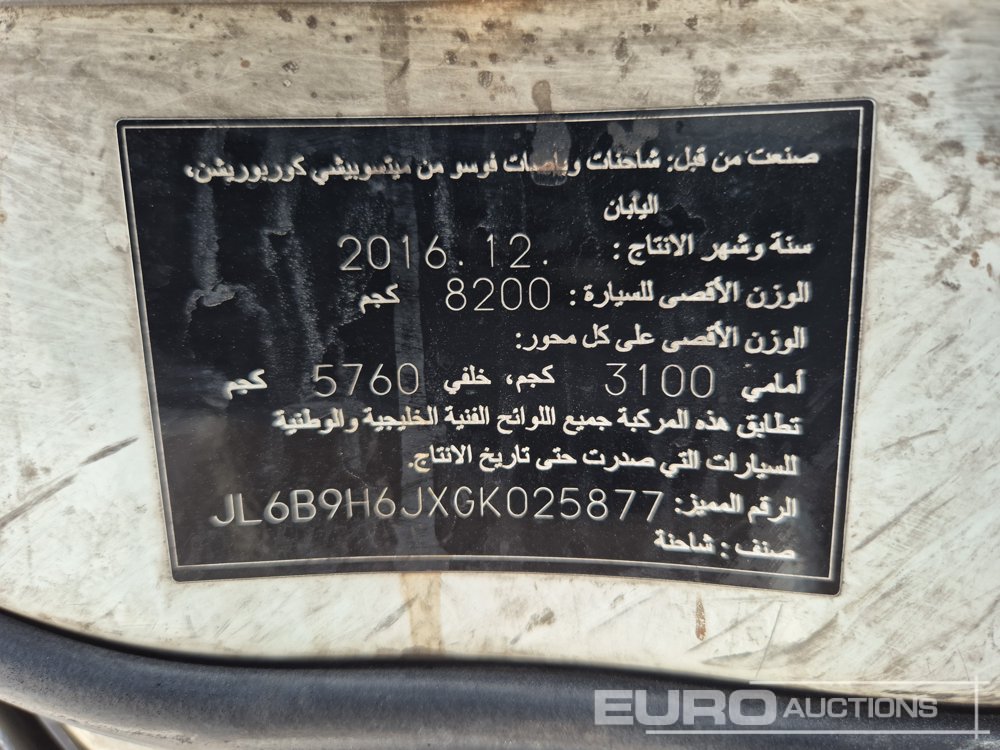 صنعت من قبل: شاحنات وباصات فوسو من ميتسوبيشي كوربوريشن،
اليابان
سنة وشهر الانتاج : 2016.12.
الوزن الأقصى للسيارة : 8200 كجم
الوزن الأقصى على كل محور:
أمامي 3100 كجم، خلفي 5760 كجم
تطابق هذه المركبة جميع اللوائح الفنية الخليجية والوطنية
للسيارات التي صدرت حتى تاريخ الانتاج.
الرقم المميز: JL6B9H6JXGK025877
صنف : شاحنة
EURO AUCTIONS